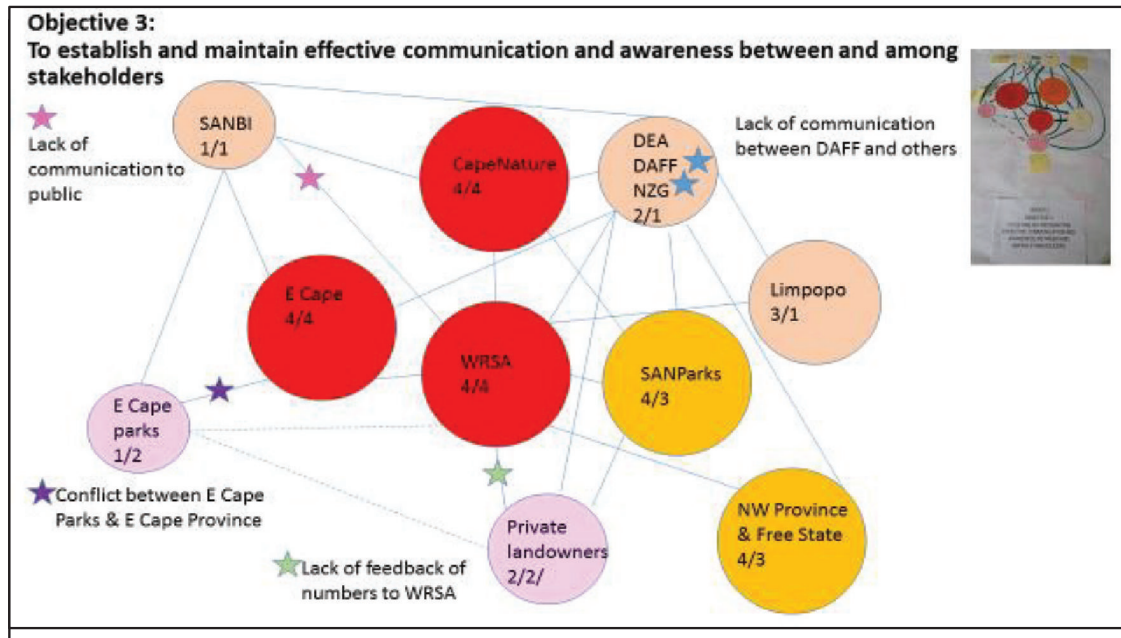 Objective 3:
To establish and maintain effective communication and awareness between and among
stakeholders
SANBI
1/1
Lack of
communication to
public
CapeNature
4/4
DEA
DAFF
NZG
2/1
Lack of communication
between DAFF and others
E Cape
4/4
Limpopo
3/1
WRSA
4/4
SANParks
4/3
E Cape
parks
1/2
Conflict between E Cape
Parks & E Cape Province
Private
landowners
2/2/
NW Province
& Free State
4/3
Lack of feedback of
numbers to WRSA